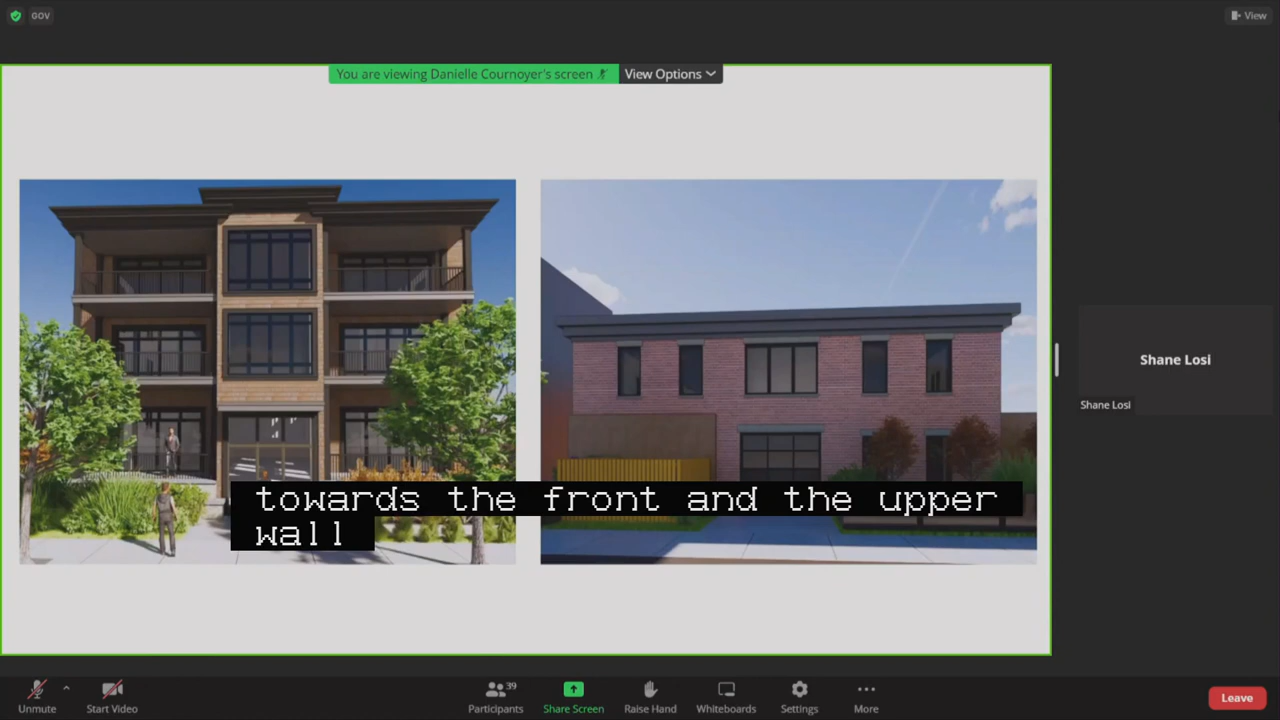 GOV
View
You are viewing Danielle Cournoyer's screen
View Options
towards the front and the upper
wall
Shane Losi
Shane Losi
Unmute
Start Video
Participants
39
Share Screen
Raise Hand
Whiteboards
Settings
More
Leave